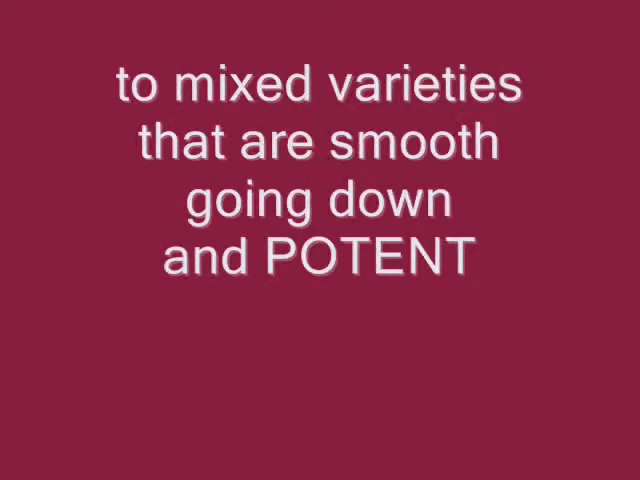 to mixed varieties
that are smooth
going down
and POTENT